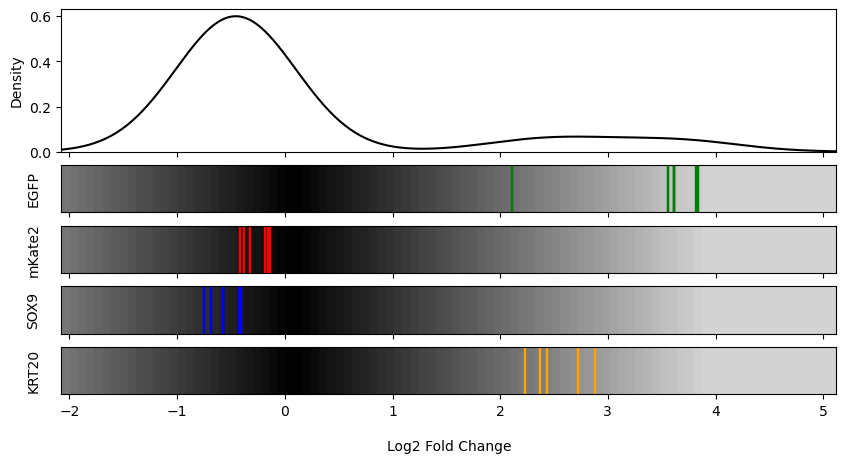 0.6
0.4
0.2
0.0
Density
EGFP
mKate2
SOX9
KRT20
−2 −1 0 1 2 3 4 5
Log2 Fold Change